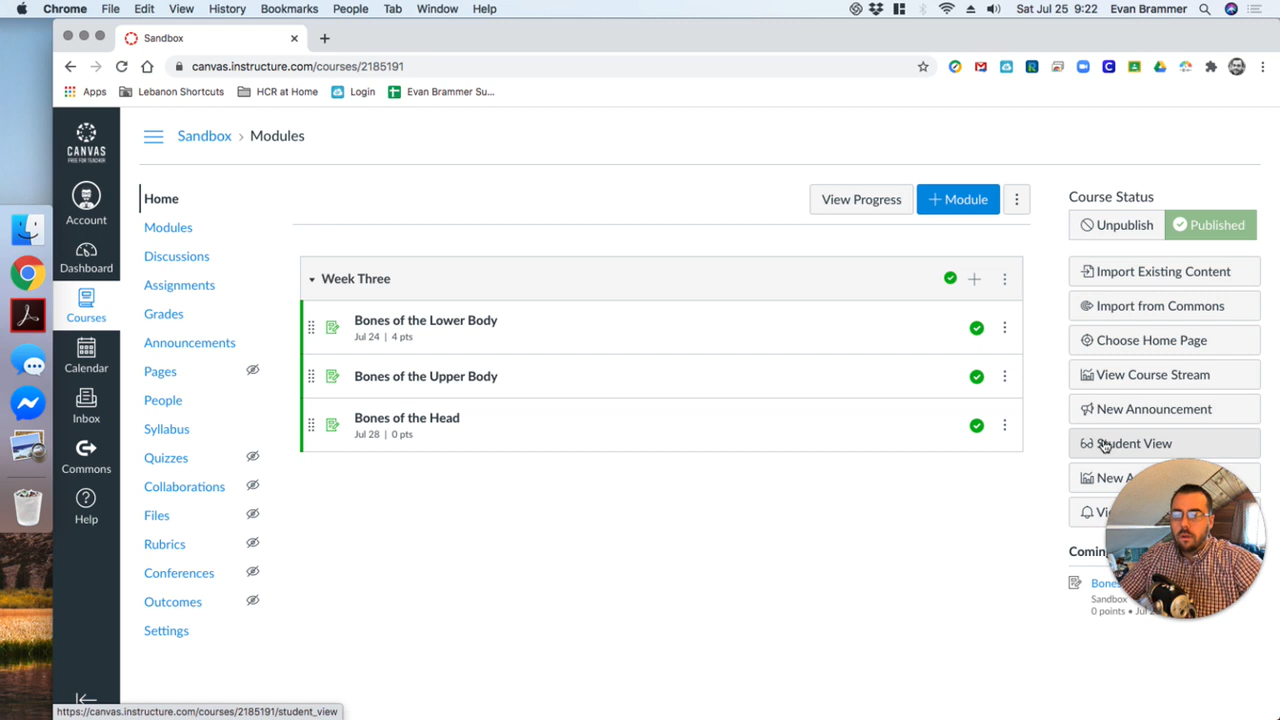 Chrome File Edit View History Bookmarks People Tab Window Help Sat Jul 25 9:22 Evan Brammer
Sandbox
canvas.instructure.com/courses/2185191
Apps Lebanon Shortcuts HCR at Home Login Evan Brammer Su...
CANVAS
FREE FOR TEACHER
Account
Dashboard
Courses
Calendar
Inbox
Commons
Help
Sandbox › Modules
Home
Modules
Discussions
Assignments
Grades
Announcements
Pages
People
Syllabus
Quizzes
Collaborations
Files
Rubrics
Conferences
Outcomes
Settings
View Progress + Module
Week Three
Bones of the Lower Body
Jul 24 | 4 pts
Bones of the Upper Body
Bones of the Head
Jul 28 | 0 pts
Course Status
Unpublish Published
Import Existing Content
Import from Commons
Choose Home Page
View Course Stream
New Announcement
Student View
New
Bones
Sandbox
0 points
https://canvas.instructure.com/courses/2185191/student_view